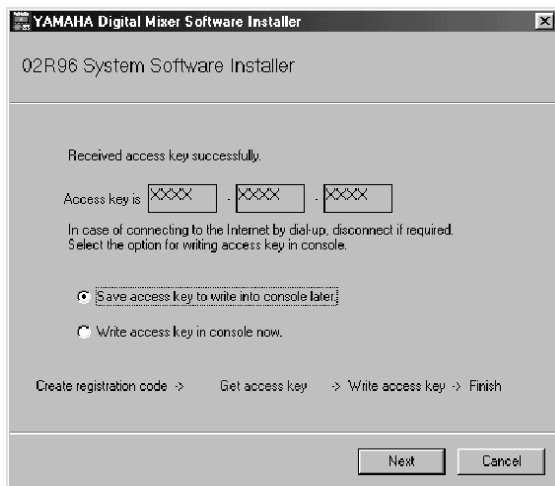 YAMAHA Digital Mixer Software Installer
02R96 System Software Installer
Received access key successfully.
Access key is XXXX - XXXX - XXXX
In case of connecting to the Internet by dial-up, disconnect if required.
Select the option for writing access key in console.
Save access key to write into console later.
Write access key in console now.
Create registration code -> Get access key -> Write access key -> Finish
Next Cancel